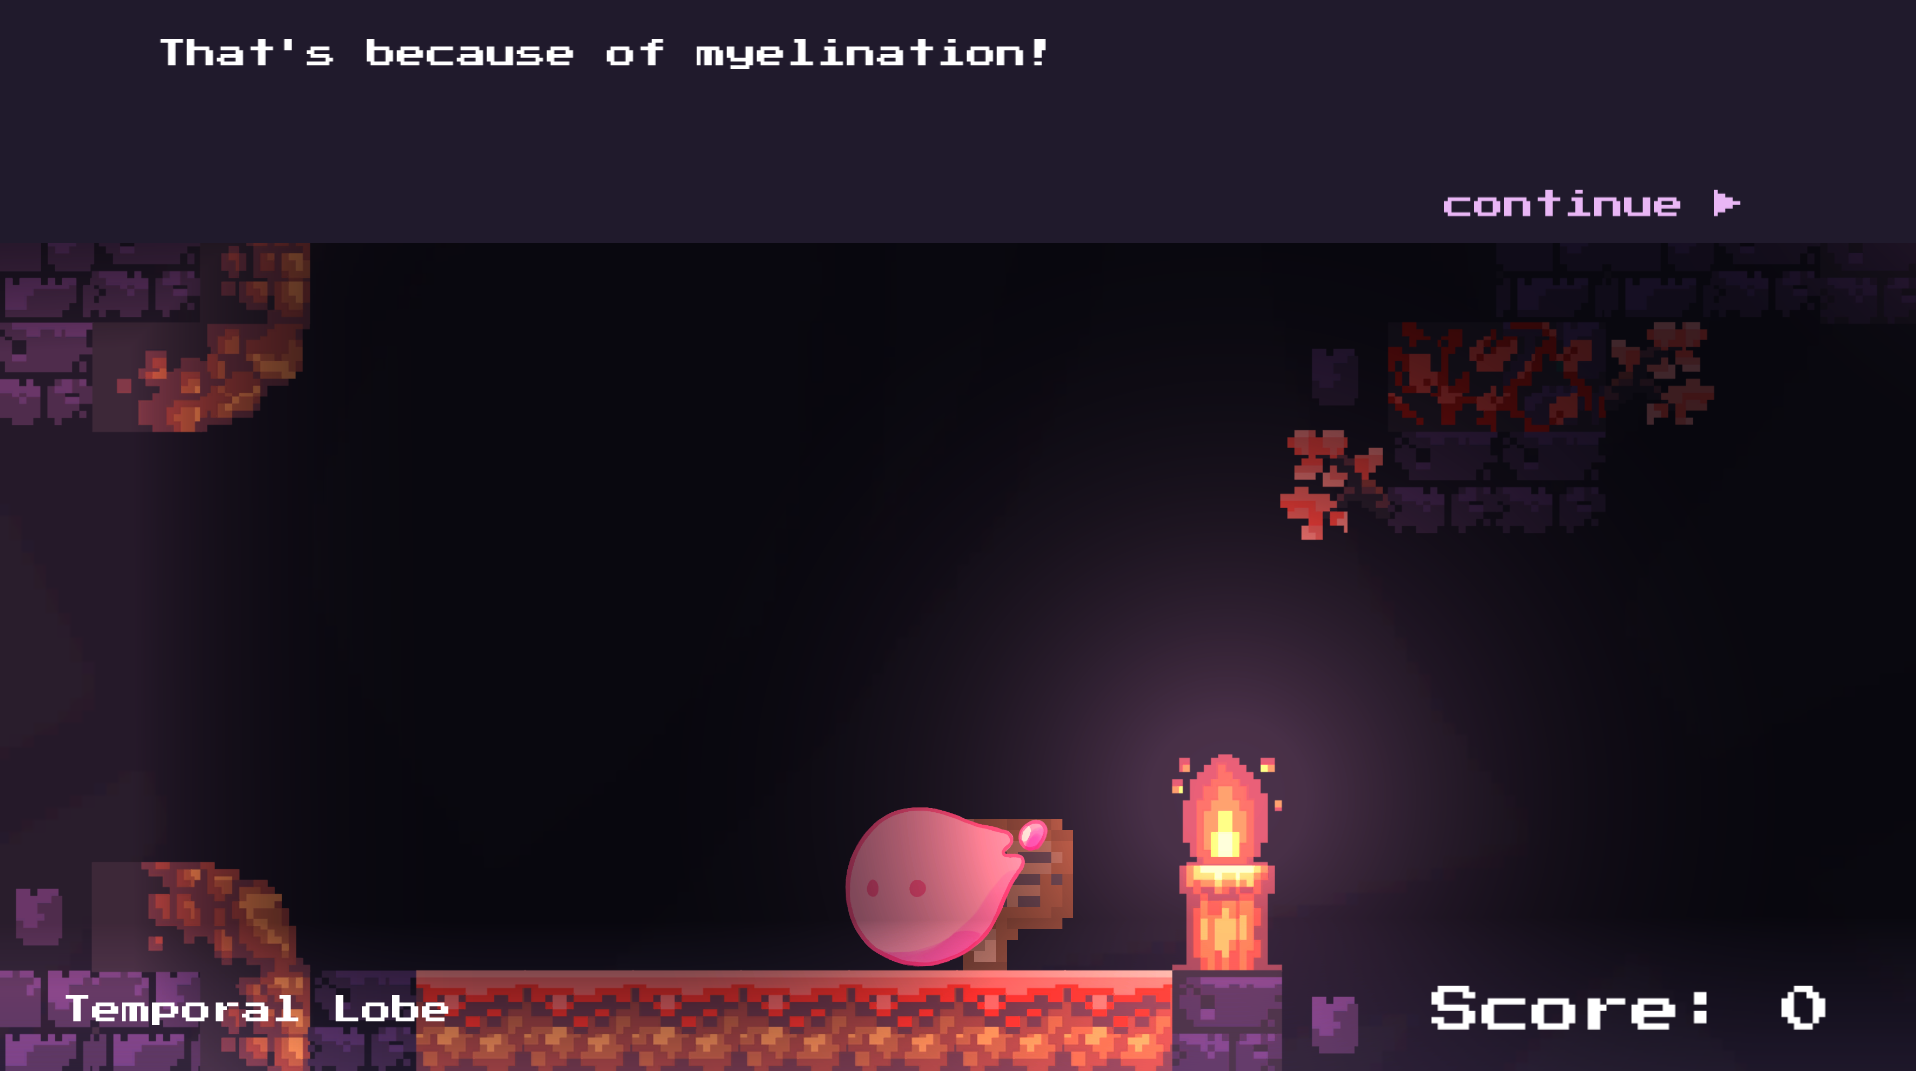 That's because of myelination!
continue ▶
Temporal Lobe
Score: 0